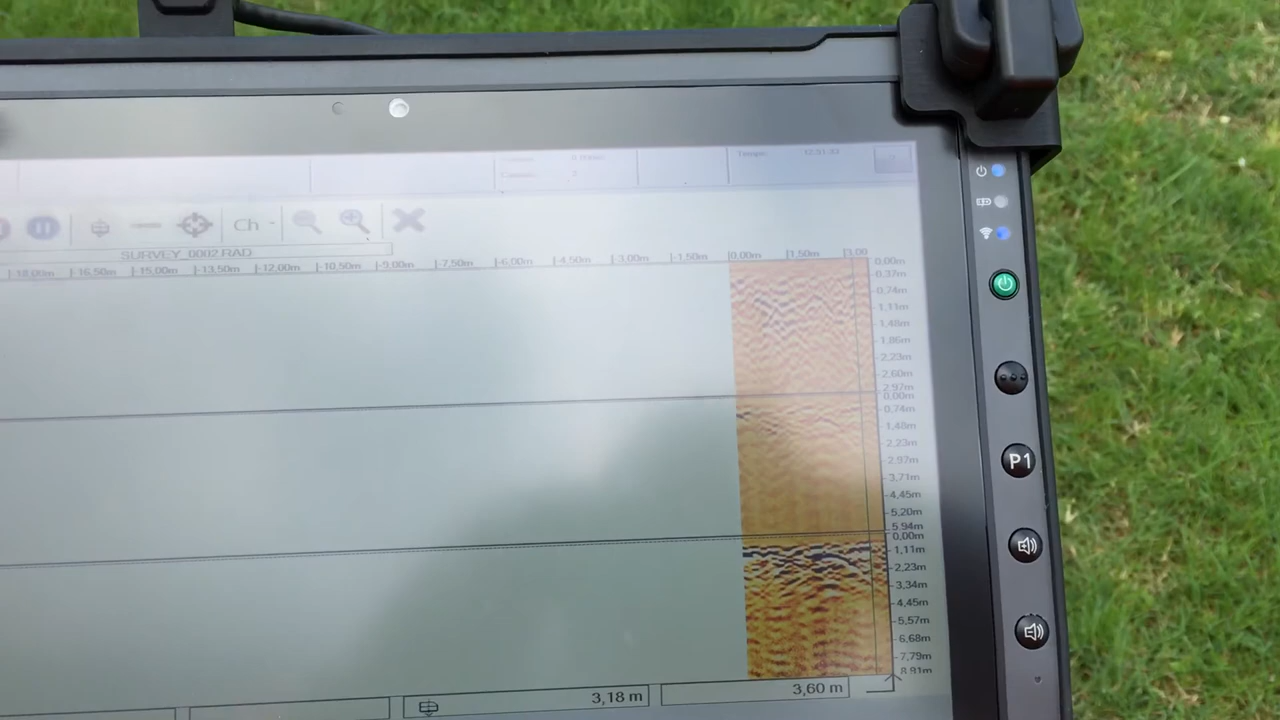 Tempo: 12:51:33
Ch
SURVEY_0002.RAD
-18,00m -16,50m -15,00m -13,50m -12,00m -10,50m -9,00m -7,50m -6,00m -4,50m -3,00m -1,50m 0,00m 1,50m 3,00
0,00m
0,37m
0,74m
1,11m
1,48m
1,86m
2,23m
2,60m
2,97m
0,00m
0,74m
1,48m
2,23m
2,97m
3,71m
4,45m
5,20m
5,94m
0,00m
1,11m
2,23m
3,34m
4,45m
5,57m
6,68m
7,79m
8,91m
3,18 m
3,60 m
P1